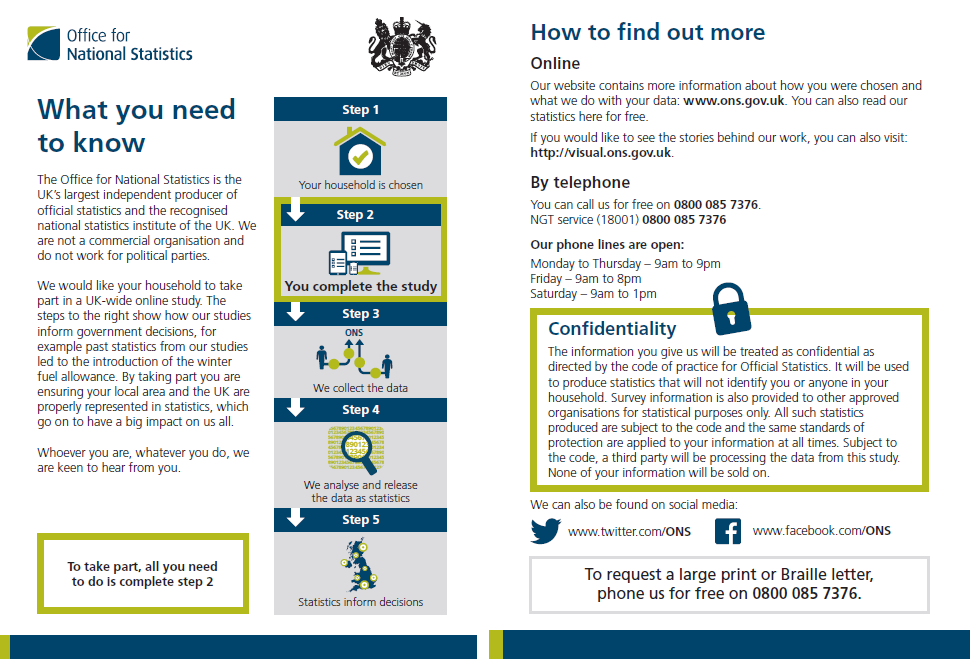 Office for
National Statistics
What you need
to know
The Office for National Statistics is the
UK's largest independent producer of
official statistics and the recognised
national statistics institute of the UK. We
are not a commercial organisation and
do not work for political parties.
We would like your household to take
part in a UK-wide online study. The
steps to the right show how our studies
inform government decisions, for
example past statistics from our studies
led to the introduction of the winter
fuel allowance. By taking part you are
ensuring your local area and the UK are
properly represented in statistics, which
go on to have a big impact on us all.
Whoever you are, whatever you do, we
are keen to hear from you.
To take part, all you need
to do is complete step 2
Step 1
Your household is chosen
Step 2
You complete the study
Step 3
ONS
We collect the data
Step 4
We analyse and release
the data as statistics
Step 5
Statistics inform decisions
How to find out more
Online
Our website contains more information about how you were chosen and
what we do with your data: www.ons.gov.uk. You can also read our
statistics here for free.
If you would like to see the stories behind our work, you can also visit:
http://visual.ons.gov.uk.
By telephone
You can call us for free on 0800 085 7376.
NGT service (18001) 0800 085 7376
Our phone lines are open:
Monday to Thursday – 9am to 9pm
Friday – 9am to 8pm
Saturday – 9am to 1pm
Confidentiality
The information you give us will be treated as confidential as
directed by the code of practice for Official Statistics. It will be used
to produce statistics that will not identify you or anyone in your
household. Survey information is also provided to other approved
organisations for statistical purposes only. All such statistics
produced are subject to the code and the same standards of
protection are applied to your information at all times. Subject to
the code, a third party will be processing the data from this study.
None of your information will be sold on.
We can also be found on social media:
www.twitter.com/ONS
www.facebook.com/ONS
To request a large print or Braille letter,
phone us for free on 0800 085 7376.